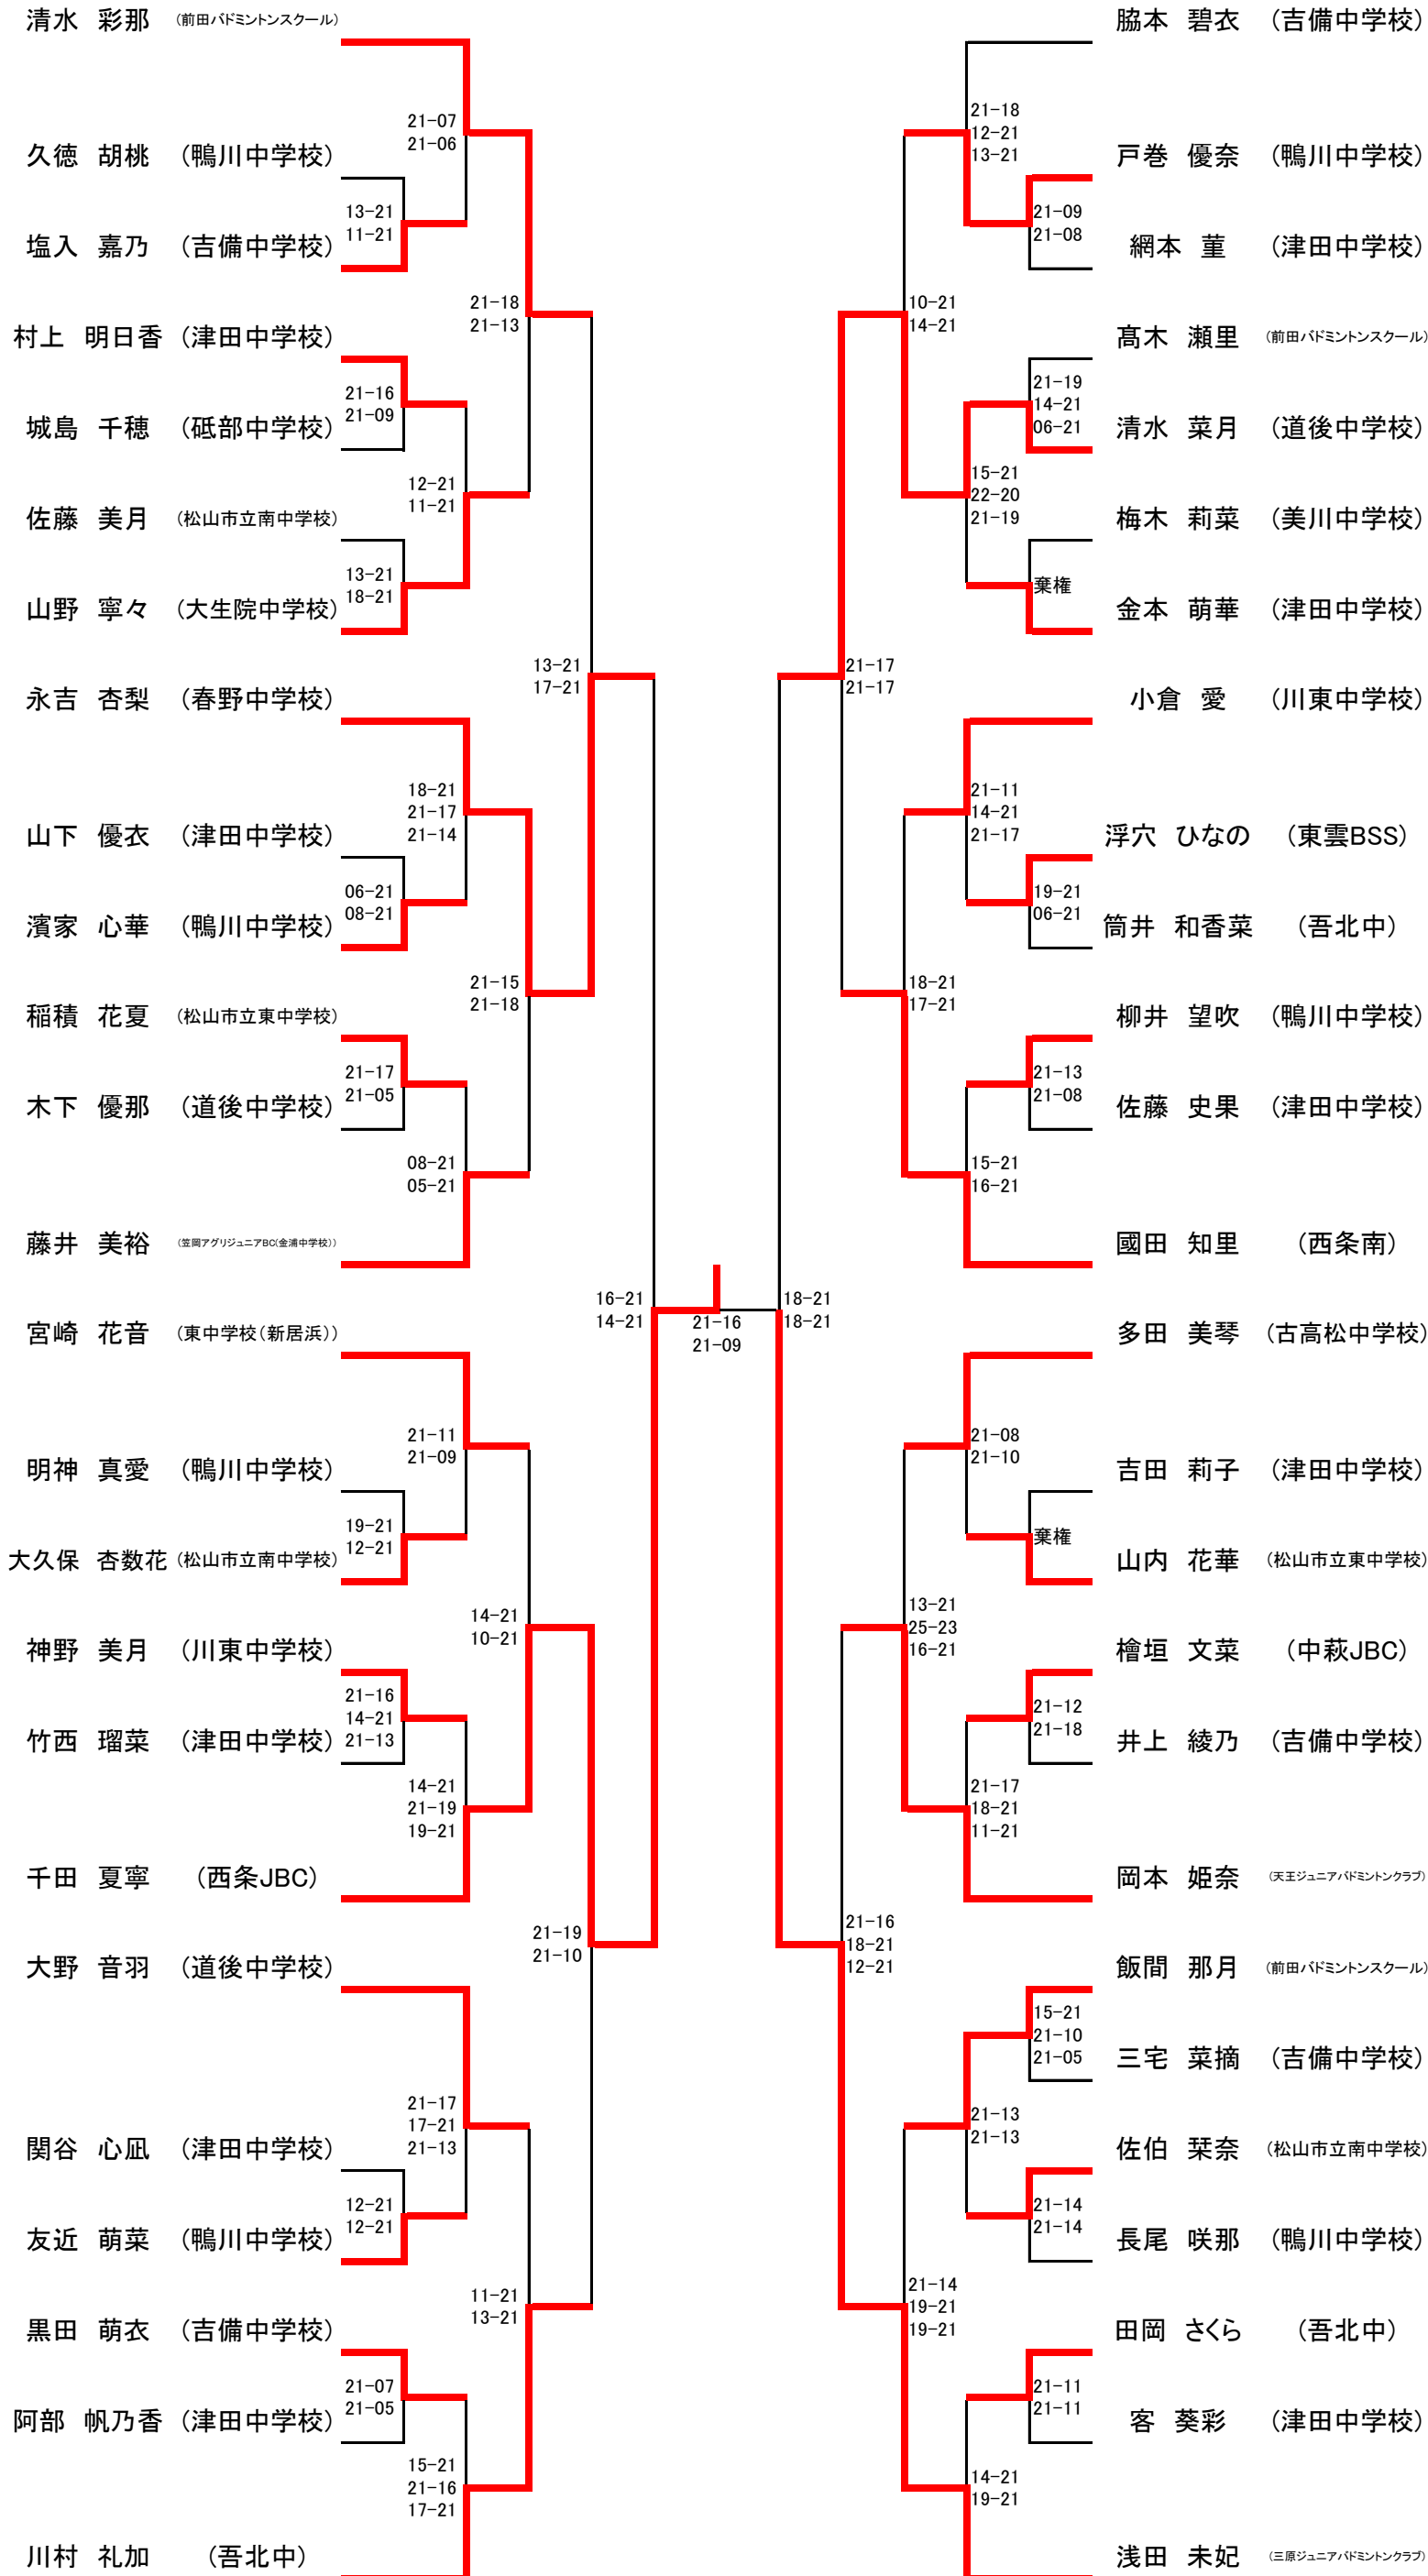 清水 彩那 (前田バドミントンスクール)
21-07
21-06
久徳 胡桃 (鴨川中学校)
13-21
11-21
塩入 嘉乃 (吉備中学校)
21-18
21-13
村上 明日香 (津田中学校)
21-16
21-09
城島 千穂 (砥部中学校)
12-21
11-21
佐藤 美月 (松山市立南中学校)
13-21
18-21
山野 寧々 (大生院中学校)
13-21
17-21
永吉 杏梨 (春野中学校)
18-21
21-17
21-14
山下 優衣 (津田中学校)
06-21
08-21
濱家 心華 (鴨川中学校)
21-15
21-18
稲積 花夏 (松山市立東中学校)
21-17
21-05
木下 優那 (道後中学校)
08-21
05-21
藤井 美裕 (笠岡アグリジュニアBC(金浦中学校))
16-21
14-21
宮崎 花音 (東中学校(新居浜))
21-11
21-09
明神 真愛 (鴨川中学校)
19-21
12-21
大久保 杏数花 (松山市立南中学校)
14-21
10-21
神野 美月 (川東中学校)
21-16
14-21
21-13
竹西 瑠菜 (津田中学校)
14-21
21-19
19-21
千田 夏寧 (西条JBC)
21-19
21-10
大野 音羽 (道後中学校)
21-17
17-21
21-13
関谷 心凪 (津田中学校)
12-21
12-21
友近 萌菜 (鴨川中学校)
11-21
13-21
黒田 萌衣 (吉備中学校)
21-07
21-05
阿部 帆乃香 (津田中学校)
15-21
21-16
17-21
川村 礼加 (吾北中)
21-16
21-09
脇本 碧衣 (吉備中学校)
21-18
12-21
13-21
戸巻 優奈 (鴨川中学校)
21-09
21-08
網本 菫 (津田中学校)
10-21
14-21
髙木 瀬里 (前田バドミントンスクール)
21-19
14-21
06-21
清水 菜月 (道後中学校)
15-21
22-20
21-19
梅木 莉菜 (美川中学校)
棄権
金本 萌華 (津田中学校)
21-17
21-17
小倉 愛 (川東中学校)
21-11
14-21
21-17
浮穴 ひなの (東雲BSS)
19-21
06-21
筒井 和香菜 (吾北中)
18-21
17-21
柳井 望吹 (鴨川中学校)
21-13
21-08
佐藤 史果 (津田中学校)
15-21
16-21
國田 知里 (西条南)
18-21
18-21
多田 美琴 (古高松中学校)
21-08
21-10
吉田 莉子 (津田中学校)
棄権
山内 花華 (松山市立東中学校)
13-21
25-23
16-21
檜垣 文菜 (中萩JBC)
21-12
21-18
井上 綾乃 (吉備中学校)
21-17
18-21
11-21
岡本 姫奈 (天王ジュニアバドミントンクラブ)
21-16
18-21
12-21
飯間 那月 (前田バドミントンスクール)
15-21
21-10
21-05
三宅 菜摘 (吉備中学校)
21-13
21-13
佐伯 栞奈 (松山市立南中学校)
21-14
21-14
長尾 咲那 (鴨川中学校)
21-14
19-21
19-21
田岡 さくら (吾北中)
21-11
21-11
客 葵彩 (津田中学校)
14-21
19-21
浅田 未妃 (三原ジュニアバドミントンクラブ)